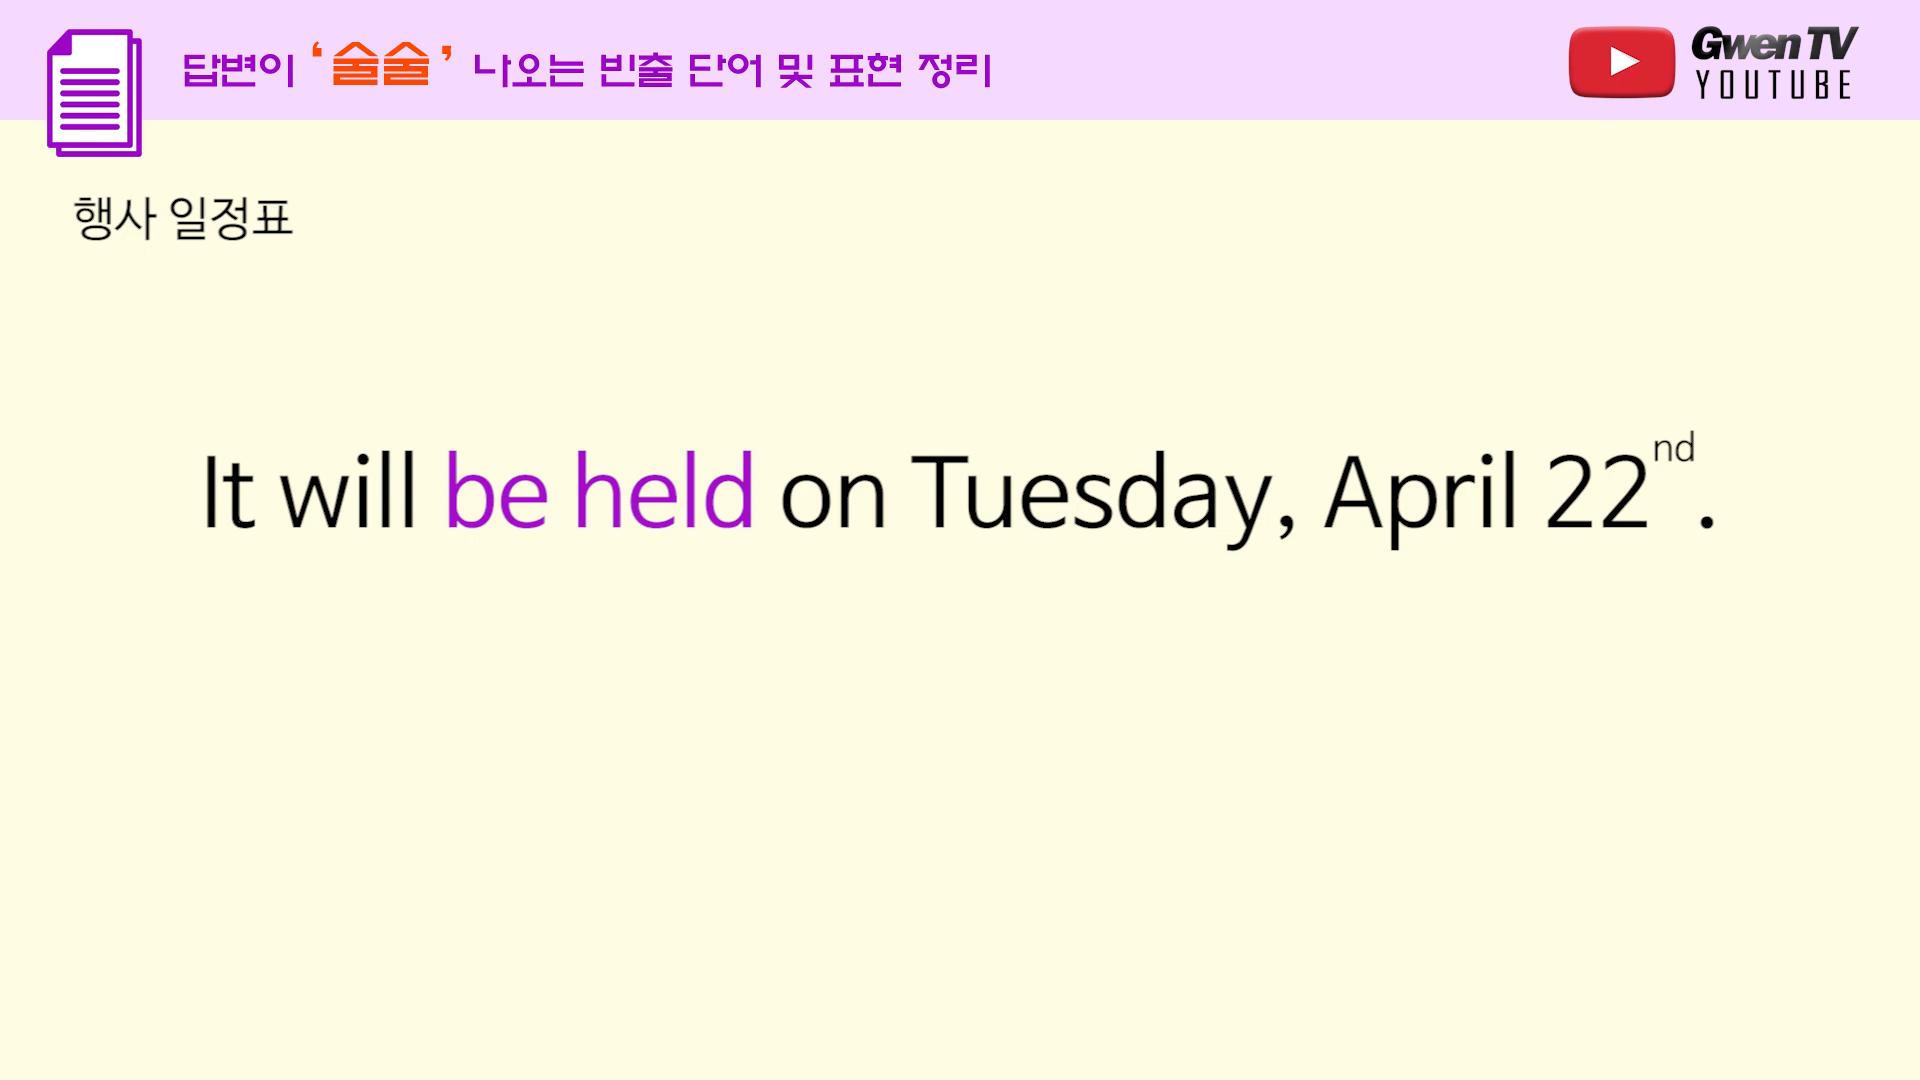 답변이 ‘술술’ 나오는 빈출 단어 및 표현 정리
Gwen TV
YOUTUBE
행사 일정표
It will be held on Tuesday, April 22nd.